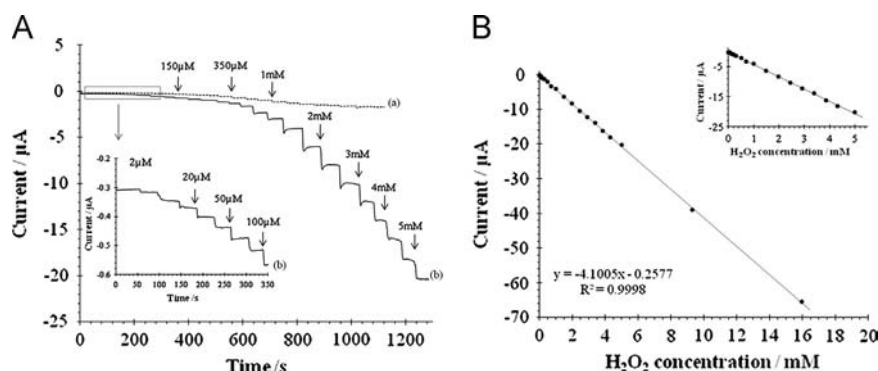 A
5
0
-5
-10
-15
-20
-25
Current / μA
150μM
350μM
1mM
(a)
2mM
3mM
4mM
5mM
(b)
2μM
20μM
50μM
100μM
(b)
-0.2
-0.3
-0.4
-0.5
-0.6
Current / μA
0 50 100 150 200 250 300 350
Time /s
0 200 400 600 800 1000 1200
Time /s
B
0
-10
-20
-30
-40
-50
-60
-70
Current / μA
-5
-15
-25
Current / μA
0 1 2 3 4 5 6
H₂O₂ concentration / mM
y = -4.1005x - 0.2577
R² = 0.9998
0 2 4 6 8 10 12 14 16 18
H₂O₂ concentration / mM